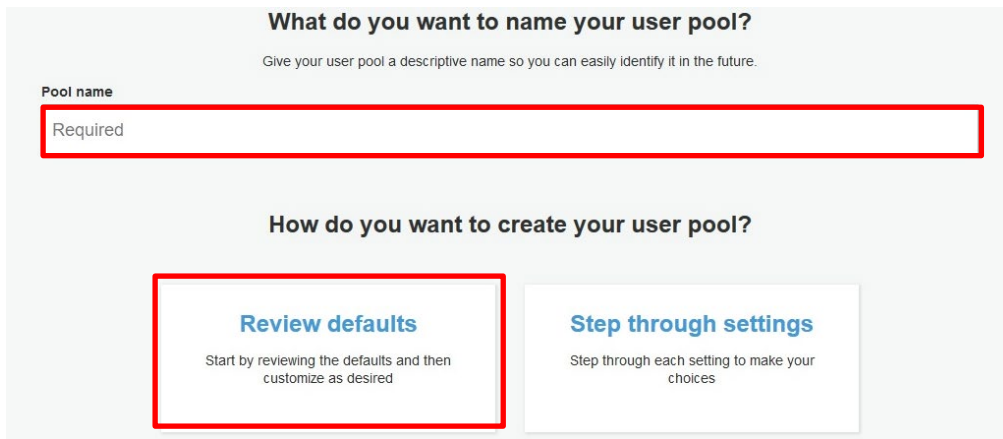 What do you want to name your user pool?
Give your user pool a descriptive name so you can easily identify it in the future.
Pool name
Required
How do you want to create your user pool?
Review defaults
Start by reviewing the defaults and then
customize as desired
Step through settings
Step through each setting to make your
choices